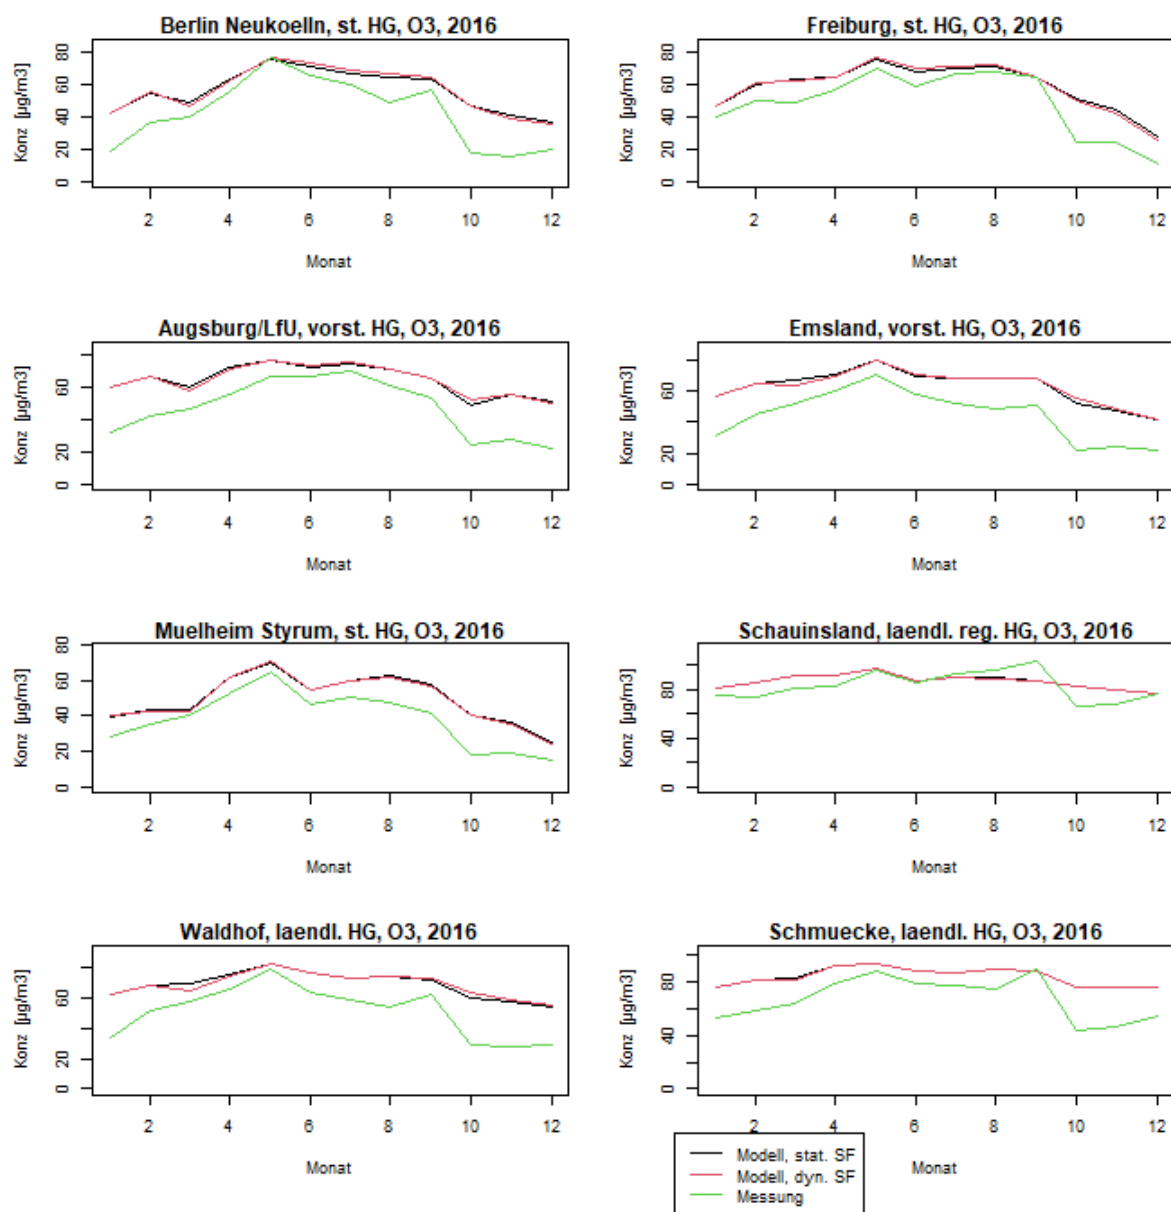 Berlin Neukoelln, st. HG, O3, 2016
Konz [µg/m3]
80
60
40
20
0
2 4 6 8 10 12
Monat
Freiburg, st. HG, O3, 2016
Konz [µg/m3]
80
60
40
20
0
2 4 6 8 10 12
Monat
Augsburg/LfU, vorst. HG, O3, 2016
Konz [µg/m3]
60
20
0
2 4 6 8 10 12
Monat
Emsland, vorst. HG, O3, 2016
Konz [µg/m3]
60
20
0
2 4 6 8 10 12
Monat
Muelheim Styrum, st. HG, O3, 2016
Konz [µg/m3]
80
60
40
20
0
2 4 6 8 10 12
Monat
Schauinsland, laendl. reg. HG, O3, 2016
Konz [µg/m3]
80
40
0
2 4 6 8 10 12
Monat
Waldhof, laendl. HG, O3, 2016
Konz [µg/m3]
60
20
0
2 4 6 8 10 12
Monat
Schmuecke, laendl. HG, O3, 2016
Konz [µg/m3]
80
40
0
2 4 6 8 10 12
Monat
Modell, stat. SF
Modell, dyn. SF
Messung